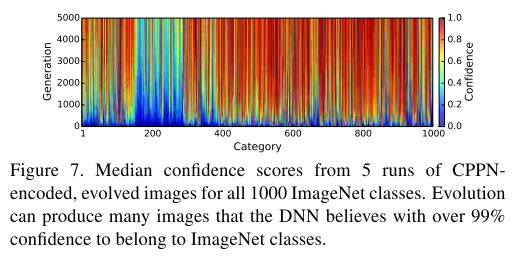 5000
4000
3000
2000
1000
0
Generation
1 200 400 600 800 1000
Category
1.0
0.8
0.6
0.4
0.2
0.0
Confidence
Figure 7. Median confidence scores from 5 runs of CPPN-
encoded, evolved images for all 1000 ImageNet classes. Evolution
can produce many images that the DNN believes with over 99%
confidence to belong to ImageNet classes.